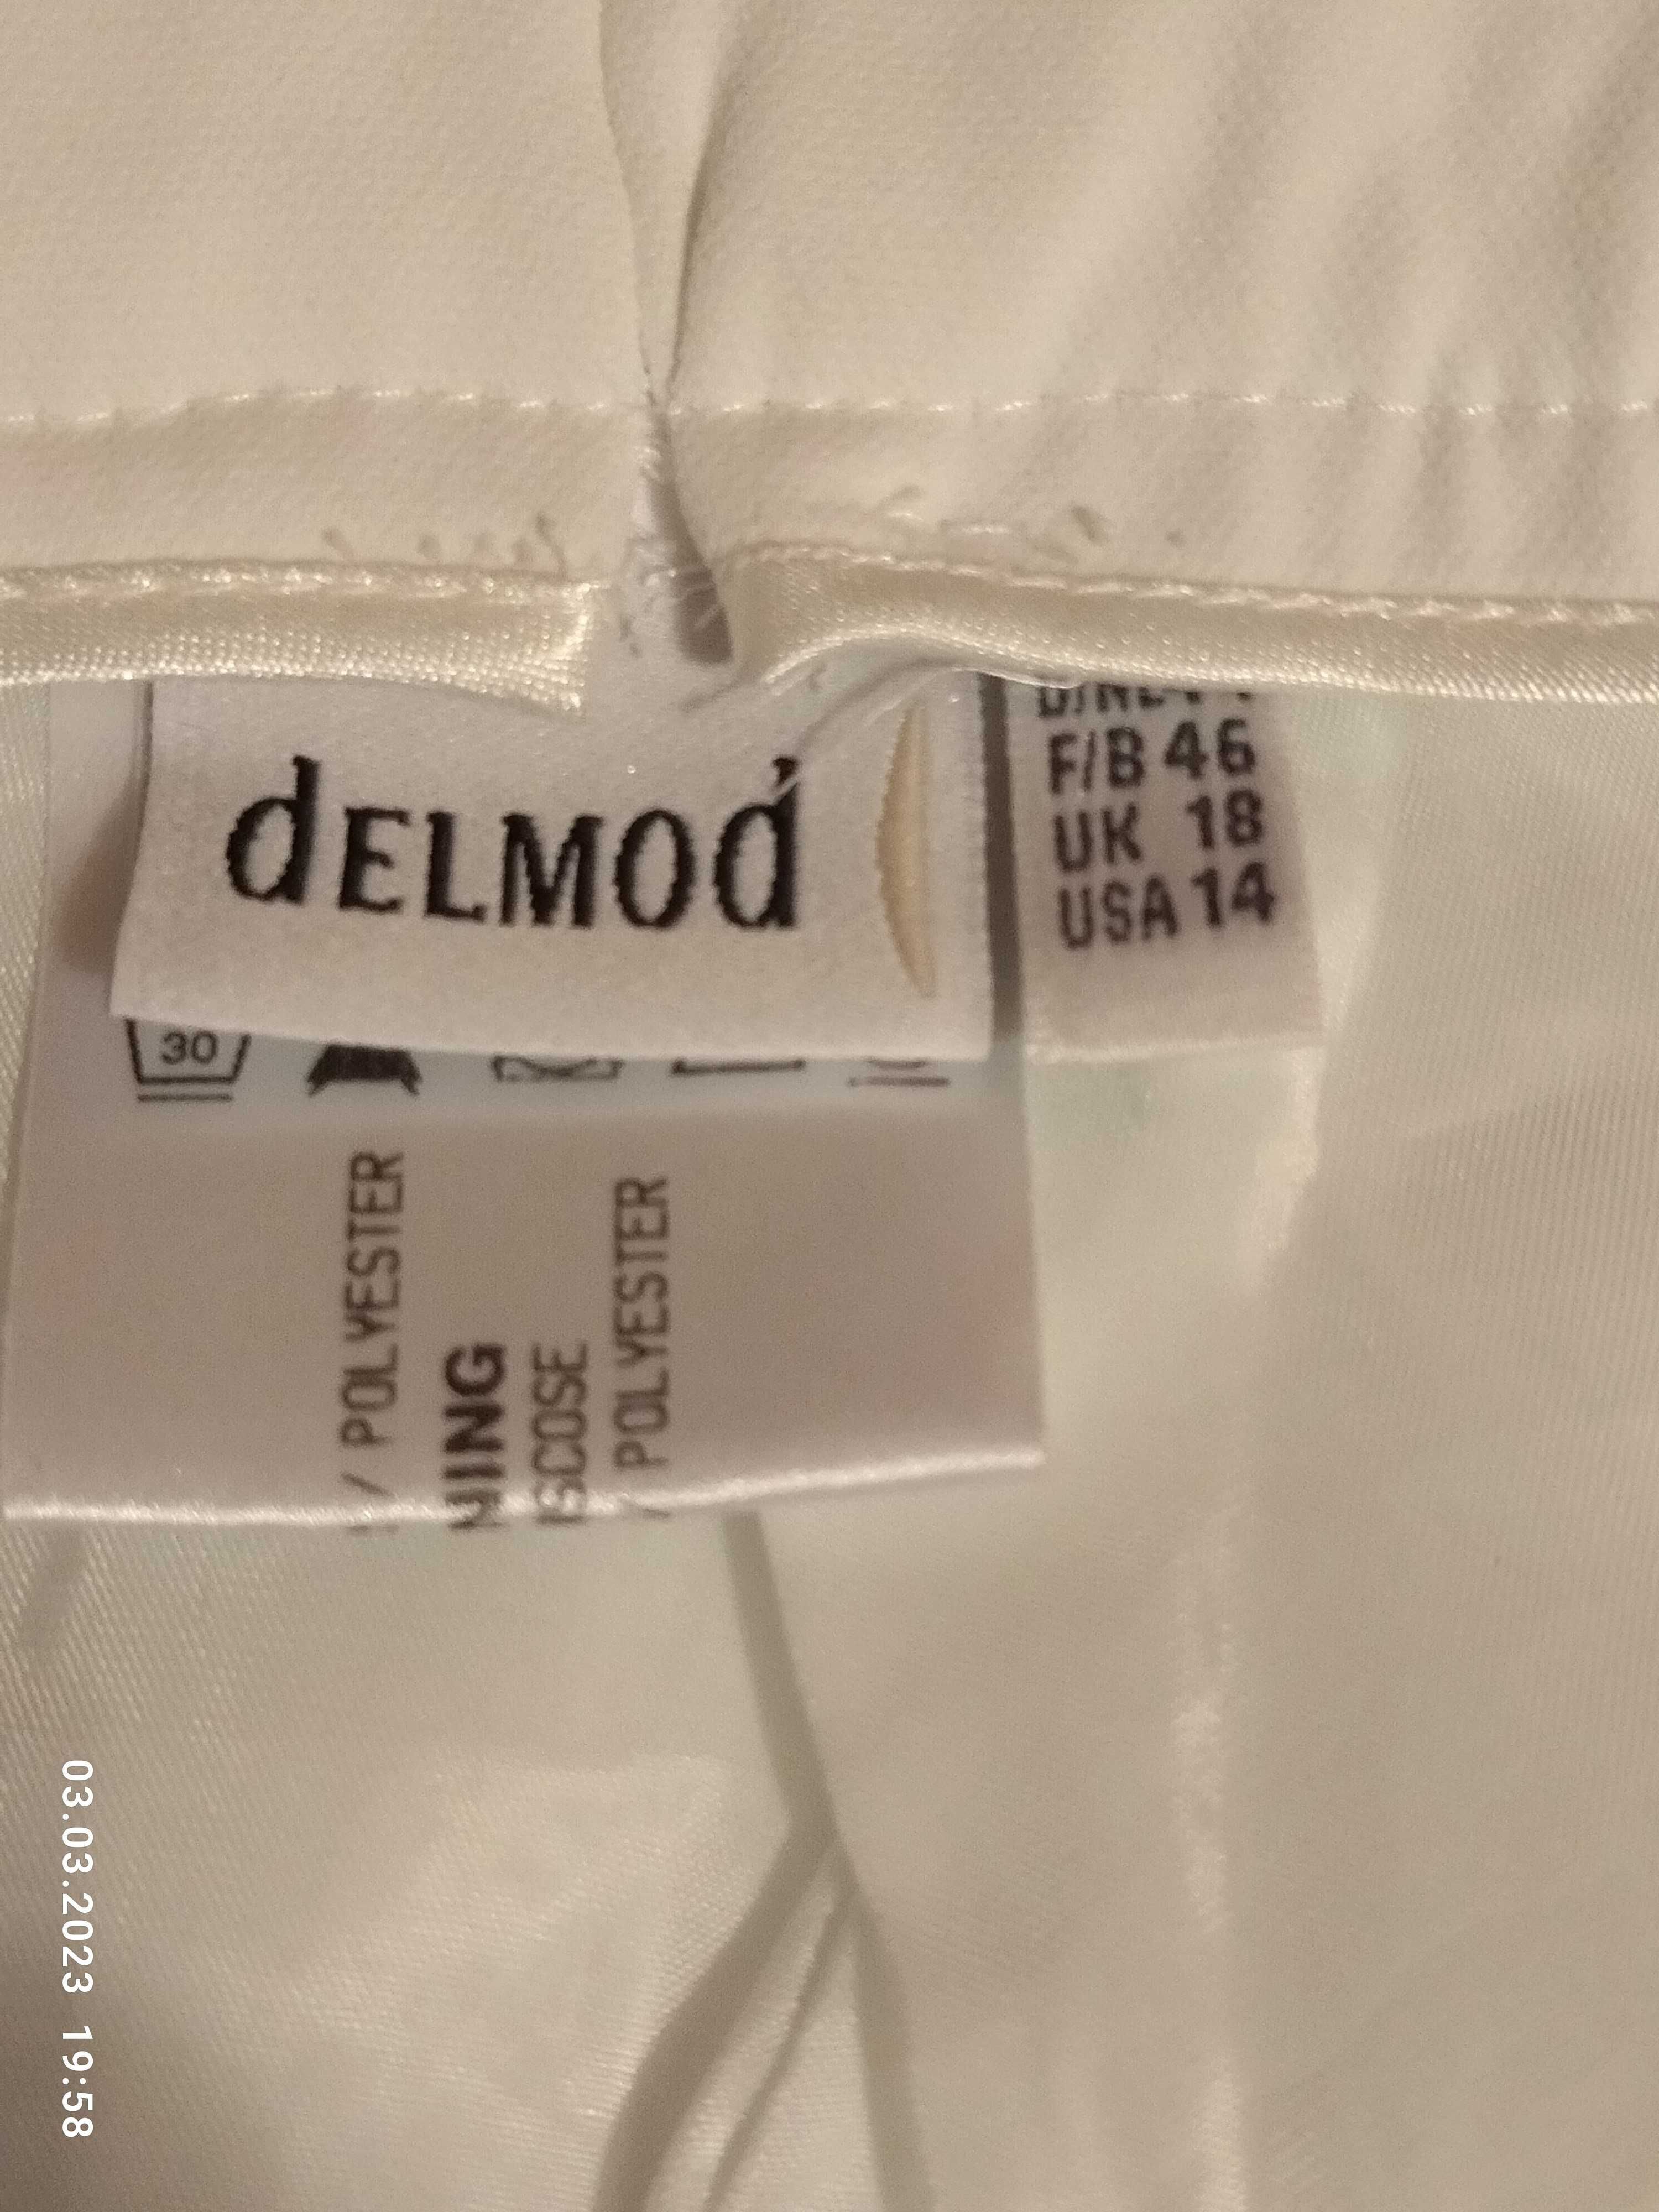 dELMOd
F/B 46
UK 18
USA 14
30
/ POLYESTER
NING
ISCOSE
/ POLYESTER
03.03.2023 19:58